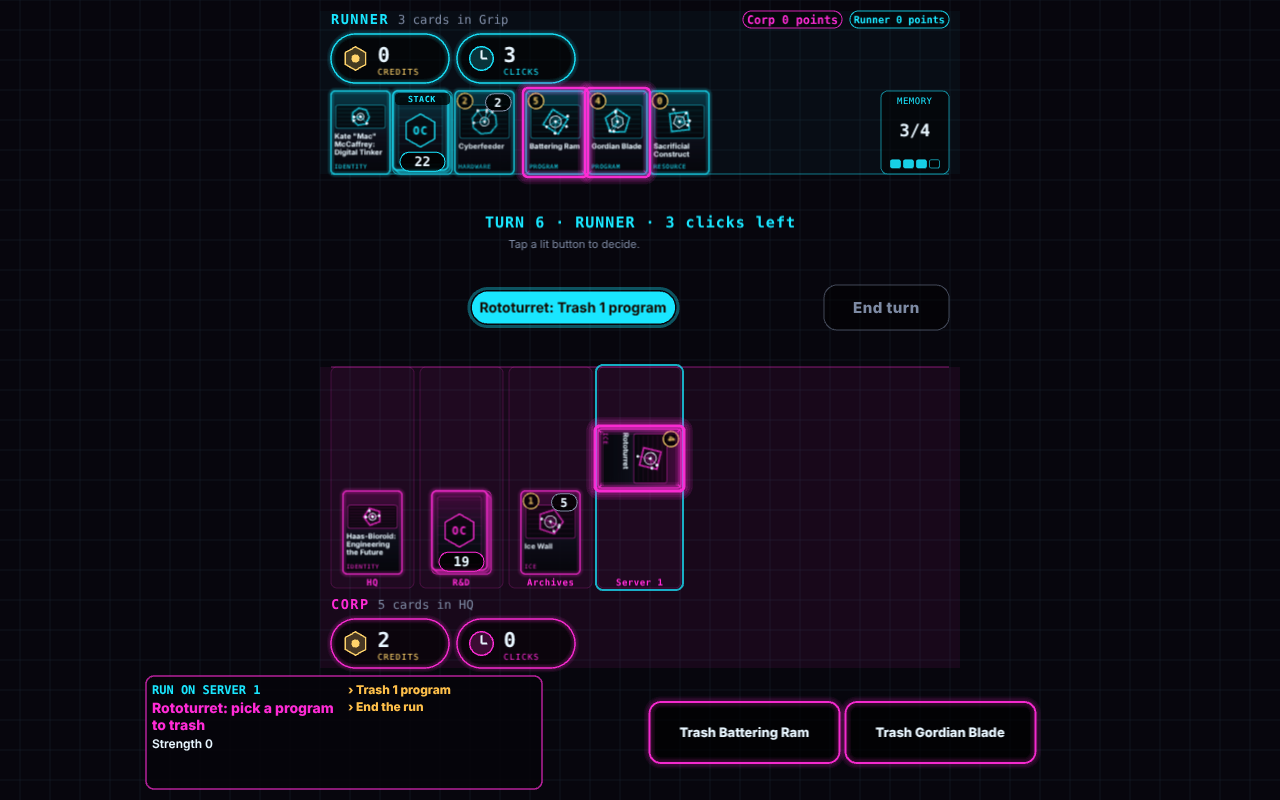 RUNNER 3 cards in Grip
Corp 0 points
Runner 0 points
0
CREDITS
3
CLICKS
Kate "Mac"
McCaffrey:
Digital Tinker
IDENTITY
STACK
OC
22
2
2
Cyberfeeder
HARDWARE
5
Battering Ram
PROGRAM
4
Gordian Blade
PROGRAM
0
Sacrificial
Construct
RESOURCE
MEMORY
3/4
TURN 6 · RUNNER · 3 clicks left
Tap a lit button to decide.
Rototurret: Trash 1 program
End turn
ICE
Rototurret
4
Haas-Bioroid:
Engineering
the Future
IDENTITY
HQ
OC
19
R&D
1
5
Ice Wall
ICE
Archives
Server 1
CORP 5 cards in HQ
2
CREDITS
0
CLICKS
RUN ON SERVER 1
Rototurret: pick a program
to trash
Strength 0
› Trash 1 program
› End the run
Trash Battering Ram
Trash Gordian Blade